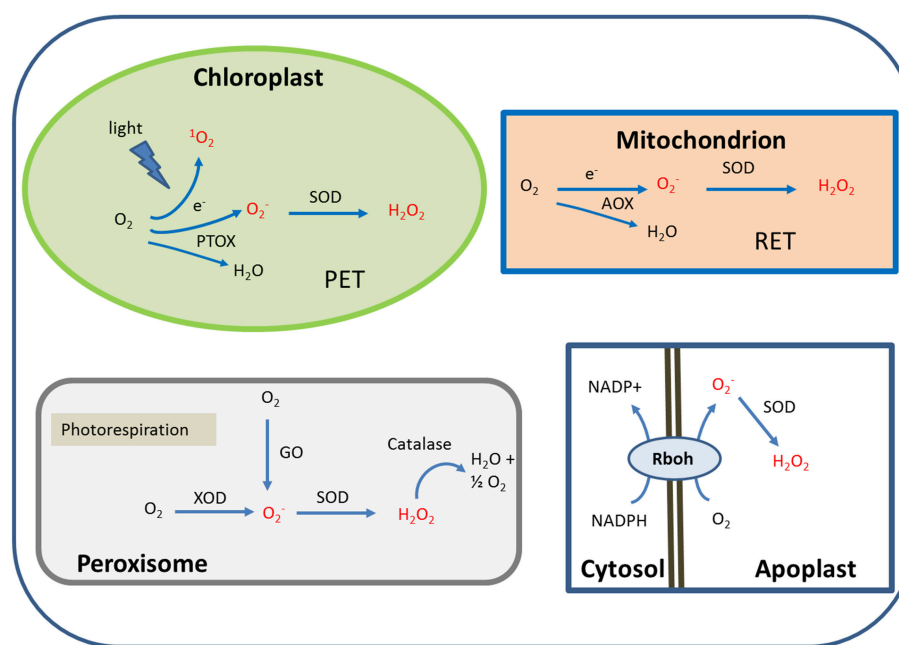 Chloroplast
light
¹O₂
O₂
e⁻
O₂⁻
SOD
H₂O₂
PTOX
H₂O
PET
Mitochondrion
O₂
e⁻
O₂⁻
SOD
H₂O₂
AOX
H₂O
RET
Photorespiration
O₂
GO
O₂
XOD
O₂⁻
SOD
H₂O₂
Catalase
H₂O +
½ O₂
Peroxisome
NADP+
O₂⁻
SOD
H₂O₂
Rboh
NADPH
O₂
Cytosol
Apoplast